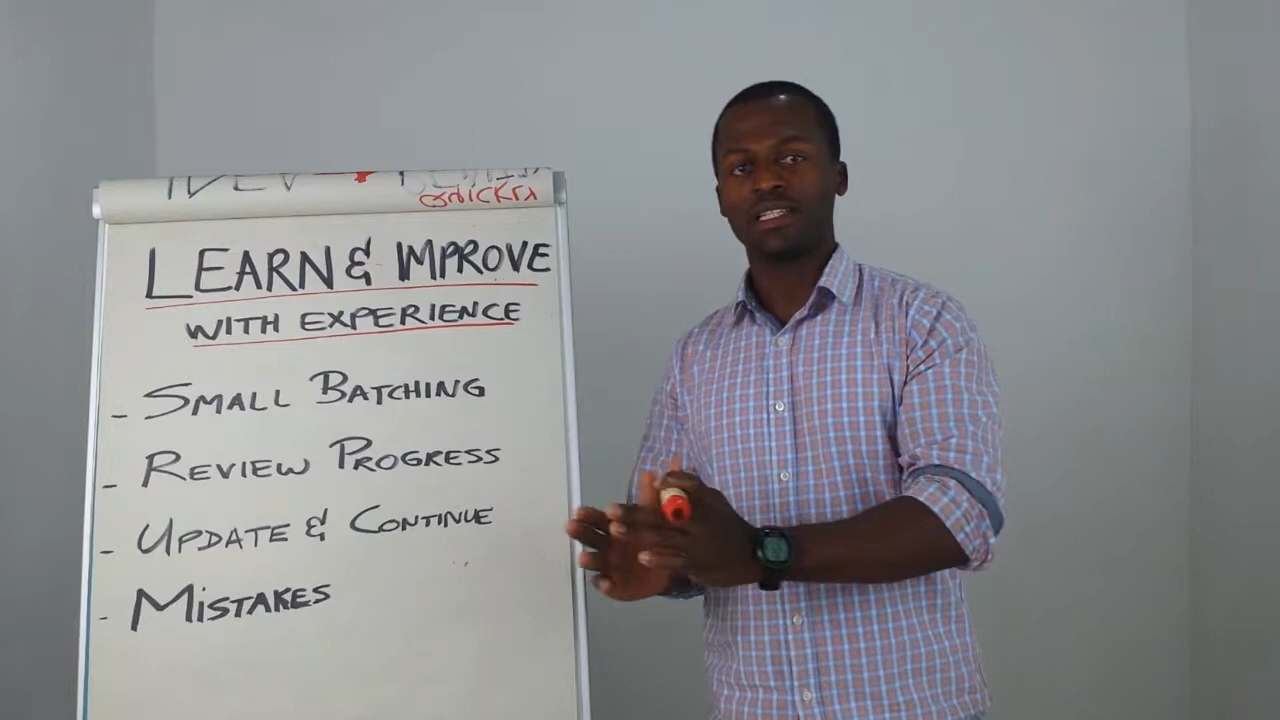 LEARN & IMPROVE
WITH EXPERIENCE
- SMALL BATCHING
- REVIEW PROGRESS
- UPDATE & CONTINUE
- MISTAKES